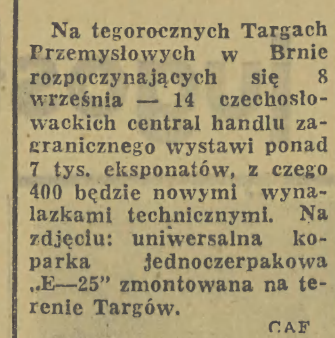 Na tegorocznych Targach
Przemysłowych w Brnie
rozpoczynających się 8
września — 14 czechosło-
wackich central handlu za-
granicznego wystawi ponad
7 tys. eksponatów, z czego
400 będzie nowymi wyna-
lazkami technicznymi. Na
zdjęciu: uniwersalna ko-
parka jednoczerpakowa
„E—25” zmontowana na te-
renie Targów.
CAF